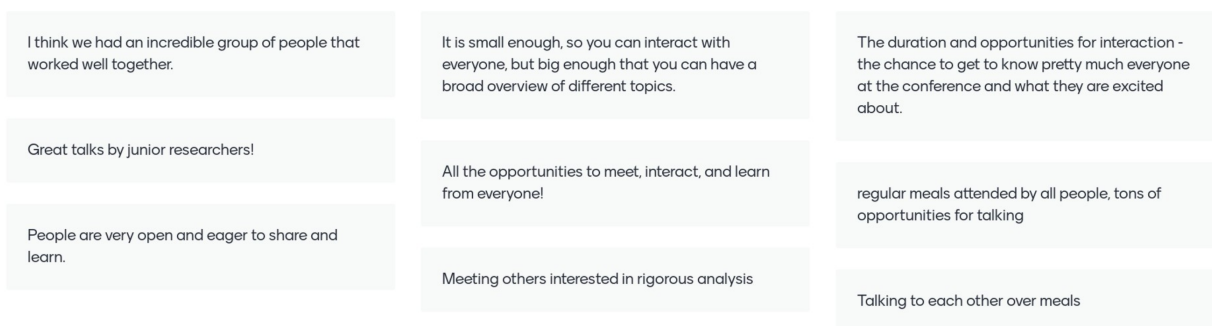 I think we had an incredible group of people that
worked well together.
Great talks by junior researchers!
People are very open and eager to share and
learn.
It is small enough, so you can interact with
everyone, but big enough that you can have a
broad overview of different topics.
All the opportunities to meet, interact, and learn
from everyone!
Meeting others interested in rigorous analysis
The duration and opportunities for interaction -
the chance to get to know pretty much everyone
at the conference and what they are excited
about.
regular meals attended by all people, tons of
opportunities for talking
Talking to each other over meals